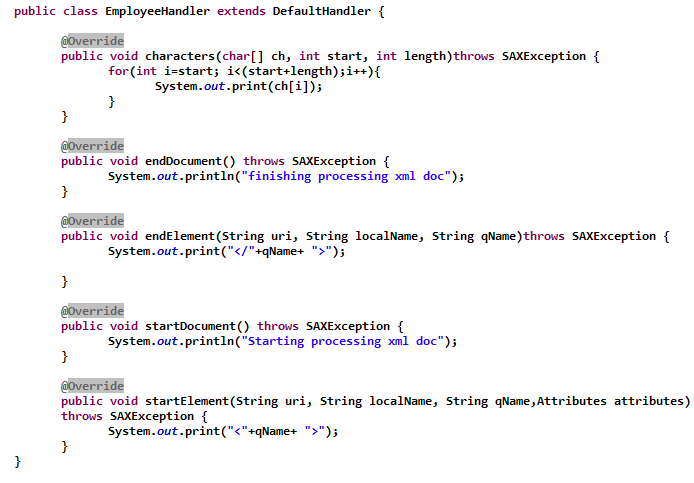 public class EmployeeHandler extends DefaultHandler {
@Override
public void characters(char[] ch, int start, int length)throws SAXException {
for(int i=start; i<(start+length);i++){
System.out.print(ch[i]);
}
}
@Override
public void endDocument() throws SAXException {
System.out.println("finishing processing xml doc");
}
@Override
public void endElement(String uri, String localName, String qName)throws SAXException {
System.out.print("</"+qName+ ">");
}
@Override
public void startDocument() throws SAXException {
System.out.println("Starting processing xml doc");
}
@Override
public void startElement(String uri, String localName, String qName,Attributes attributes)
throws SAXException {
System.out.print("<"+qName+ ">");
}
}